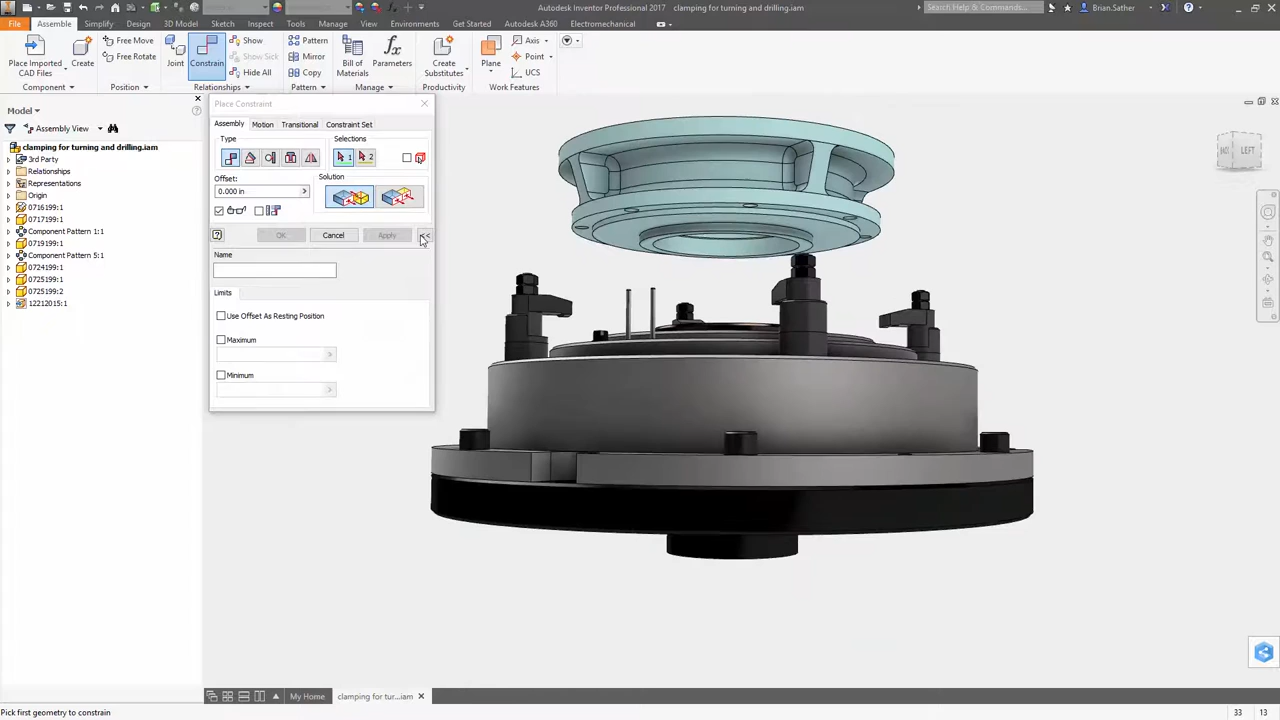 Autodesk Inventor Professional 2017 clamping for turning and drilling.iam
Search Help & Commands...
Brian.Sather
File Assemble Simplify Design 3D Model Sketch Inspect Tools Manage View Environments Get Started Autodesk A360 Electromechanical
Place Imported CAD Files
Create
Free Move
Free Rotate
Joint
Constrain
Show
Show Sick
Hide All
Pattern
Mirror
Copy
Bill of Materials
Parameters
Create Substitutes
Plane
Axis
Point
UCS
Component Position Relationships Pattern Manage Productivity Work Features
Model
Assembly View
clamping for turning and drilling.iam
3rd Party
Relationships
Representations
Origin
0716199:1
0717199:1
Component Pattern 1:1
0719199:1
Component Pattern 5:1
0724199:1
0725199:1
0725199:2
12212015:1
Place Constraint
Assembly Motion Transitional Constraint Set
Type
Selections
1 2
Offset:
0.000 in
Solution
OK Cancel Apply <<
Name
Limits
Use Offset As Resting Position
Maximum
Minimum
LEFT
My Home clamping for tur...iam
Pick first geometry to constrain
33 13